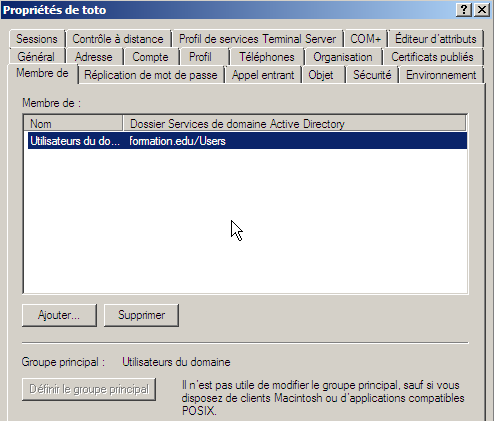 Propriétés de toto
Sessions Contrôle à distance Profil de services Terminal Server COM+ Éditeur d'attributs
Général Adresse Compte Profil Téléphones Organisation Certificats publiés
Membre de Réplication de mot de passe Appel entrant Objet Sécurité Environnement
Membre de :
Nom Dossier Services de domaine Active Directory
Utilisateurs du do... formation.edu/Users
Ajouter... Supprimer
Groupe principal : Utilisateurs du domaine
Définir le groupe principal
Il n'est pas utile de modifier le groupe principal, sauf si vous
disposez de clients Macintosh ou d'applications compatibles
POSIX.